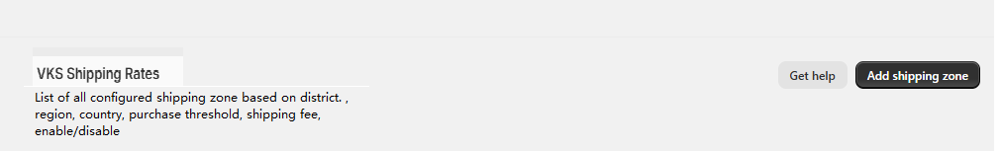 VKS Shipping Rates
Get help
Add shipping zone
List of all configured shipping zone based on district. ,
region, country, purchase threshold, shipping fee,
enable/disable